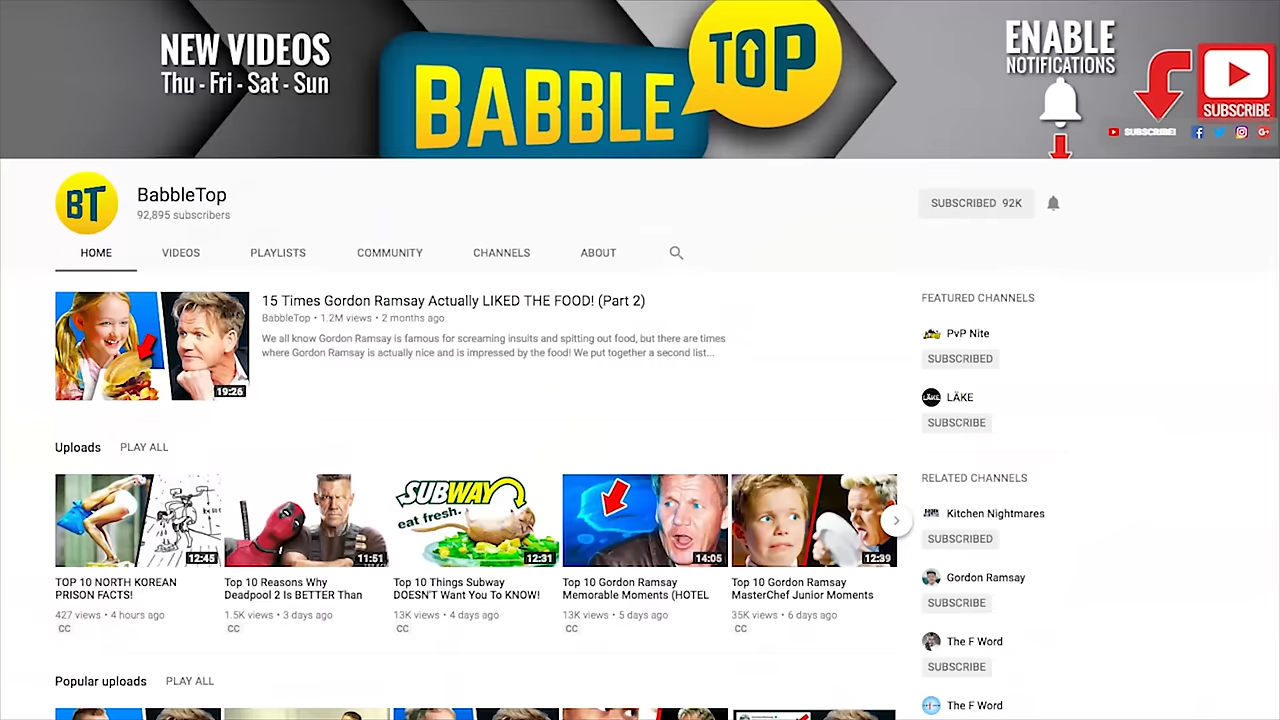 NEW VIDEOS
Thu - Fri - Sat - Sun
BABBLE
TOP
ENABLE
NOTIFICATIONS
SUBSCRIBE
SUBSCRIBE!
BT
BabbleTop
92,895 subscribers
SUBSCRIBED 92K
HOME VIDEOS PLAYLISTS COMMUNITY CHANNELS ABOUT
19:26
15 Times Gordon Ramsay Actually LIKED THE FOOD! (Part 2)
BabbleTop • 1.2M views • 2 months ago
We all know Gordon Ramsay is famous for screaming insults and spitting out food, but there are times
where Gordon Ramsay is actually nice and is impressed by the food! We put together a second list...
FEATURED CHANNELS
PvP Nite
SUBSCRIBED
LÄKE
SUBSCRIBE
Uploads PLAY ALL
12:45
TOP 10 NORTH KOREAN
PRISON FACTS!
427 views • 4 hours ago
CC
11:51
Top 10 Reasons Why
Deadpool 2 Is BETTER Than
1.5K views • 3 days ago
CC
SUBWAY
eat fresh.
12:31
Top 10 Things Subway
DOESN'T Want You To KNOW!
13K views • 4 days ago
CC
14:05
Top 10 Gordon Ramsay
Memorable Moments (HOTEL
13K views • 5 days ago
CC
12:39
Top 10 Gordon Ramsay
MasterChef Junior Moments
35K views • 6 days ago
CC
RELATED CHANNELS
Kitchen Nightmares
SUBSCRIBED
Gordon Ramsay
SUBSCRIBE
The F Word
SUBSCRIBE
The F Word
Popular uploads PLAY ALL